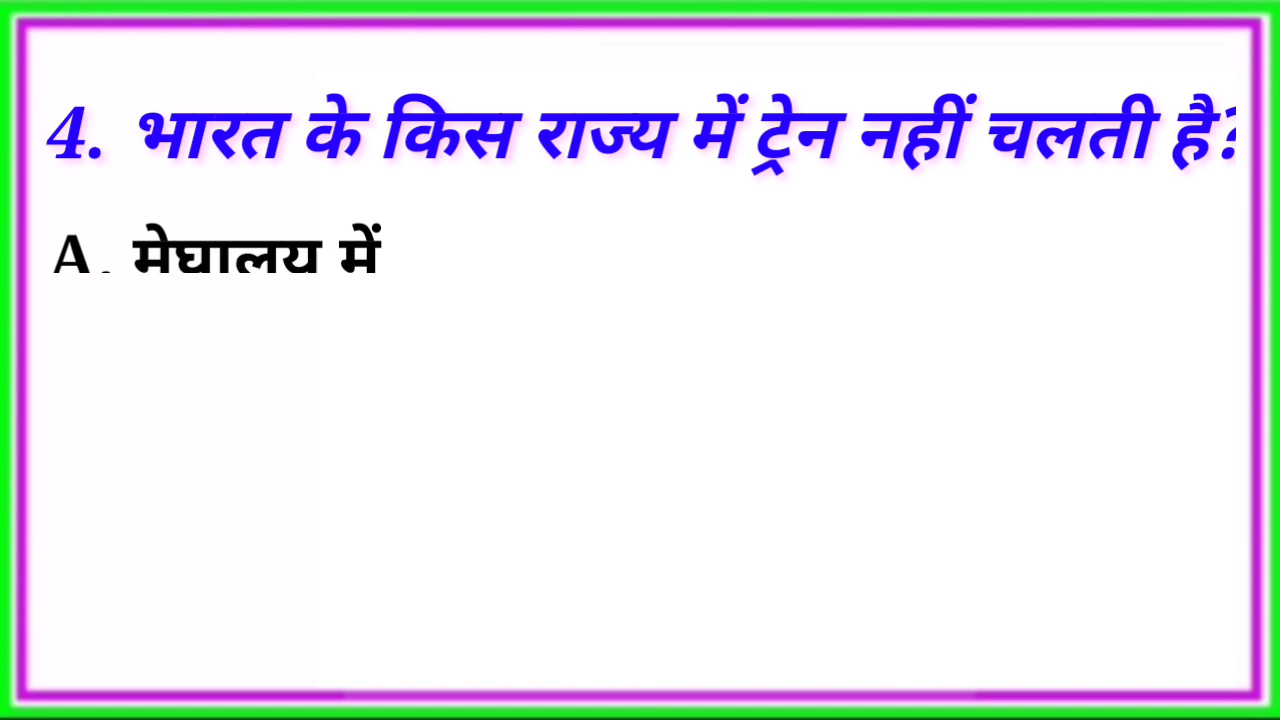 4. भारत के किस राज्य में ट्रेन नहीं चलती है?
A. मेघालय में